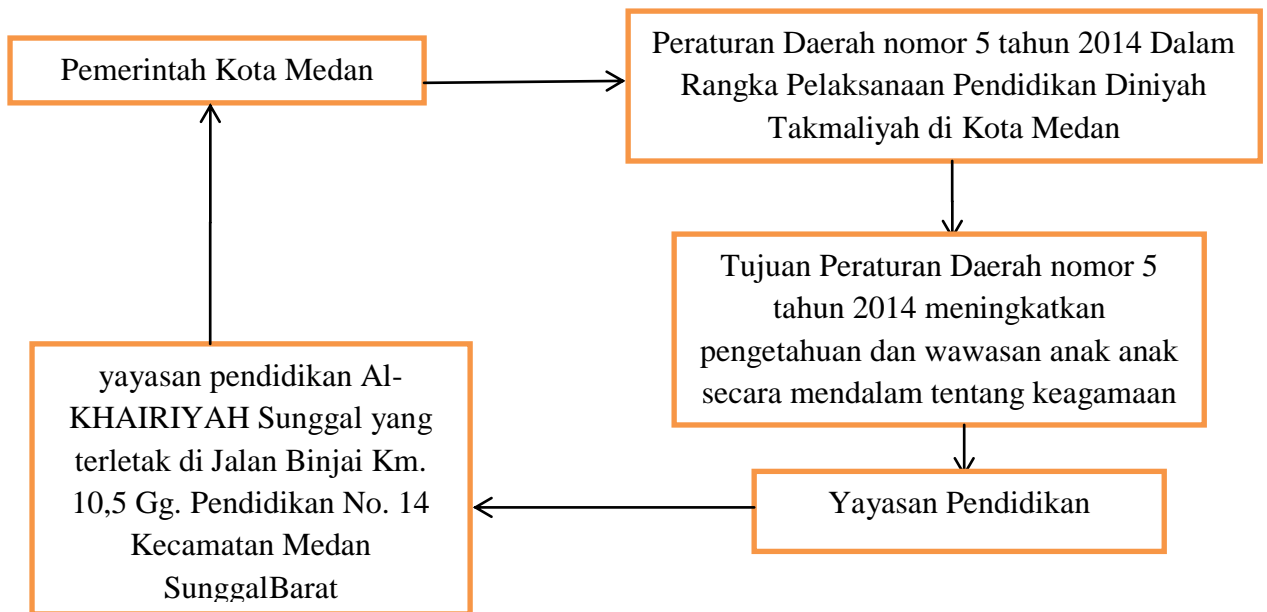 Pemerintah Kota Medan
Peraturan Daerah nomor 5 tahun 2014 Dalam
Rangka Pelaksanaan Pendidikan Diniyah
Takmaliyah di Kota Medan
Tujuan Peraturan Daerah nomor 5
tahun 2014 meningkatkan
pengetahuan dan wawasan anak anak
secara mendalam tentang keagamaan
Yayasan Pendidikan
yayasan pendidikan Al-
KHAIRIYAH Sunggal yang
terletak di Jalan Binjai Km.
10,5 Gg. Pendidikan No. 14
Kecamatan Medan
SunggalBarat